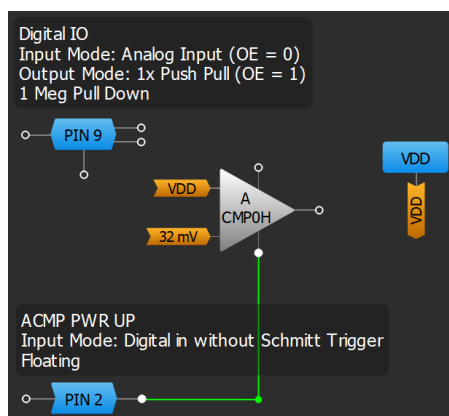 Digital IO
Input Mode: Analog Input (OE = 0)
Output Mode: 1x Push Pull (OE = 1)
1 Meg Pull Down
PIN 9
VDD
VDD
A
CMP0H
VDD
32 mV
ACMP PWR UP
Input Mode: Digital in without Schmitt Trigger
Floating
PIN 2